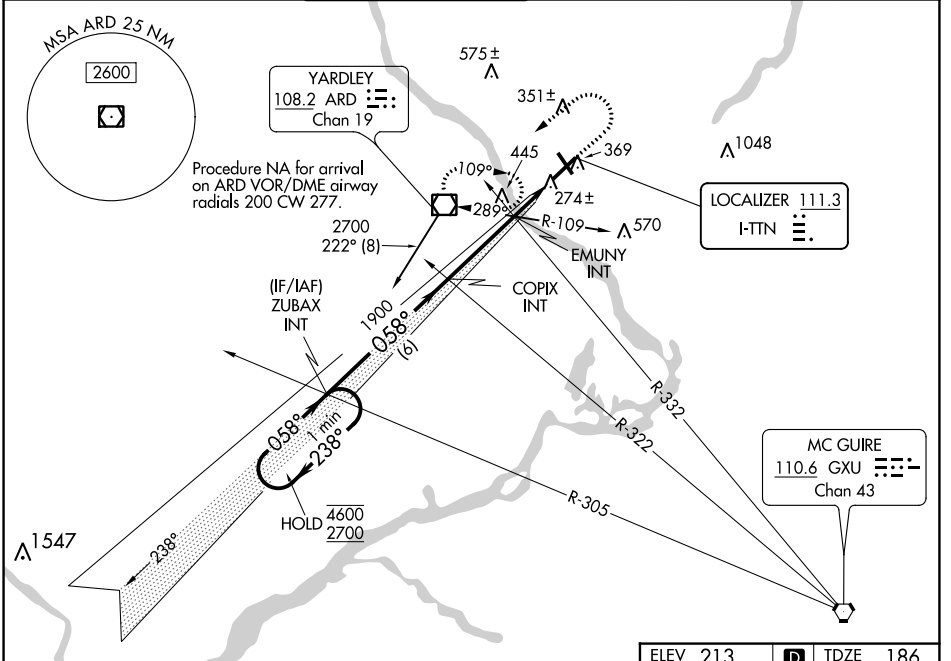 MSA ARD 25 NM
2600
YARDLEY
108.2 ARD
Chan 19
Procedure NA for arrival
on ARD VOR/DME airway
radials 200 CW 277.
575±
351±
369
1048
445
109°
274±
289°
R-109
570
LOCALIZER 111.3
I-TTN
2700
222° (8)
EMUNY
INT
COPIX
INT
(IF/IAF)
ZUBAX
INT
1900
058°
(6)
R-332
R-322
058°
1 min
238°
MC GUIRE
110.6 GXU
Chan 43
R-305
HOLD
4600
2700
1547
238°
ELEV 213
D
TDZE 186